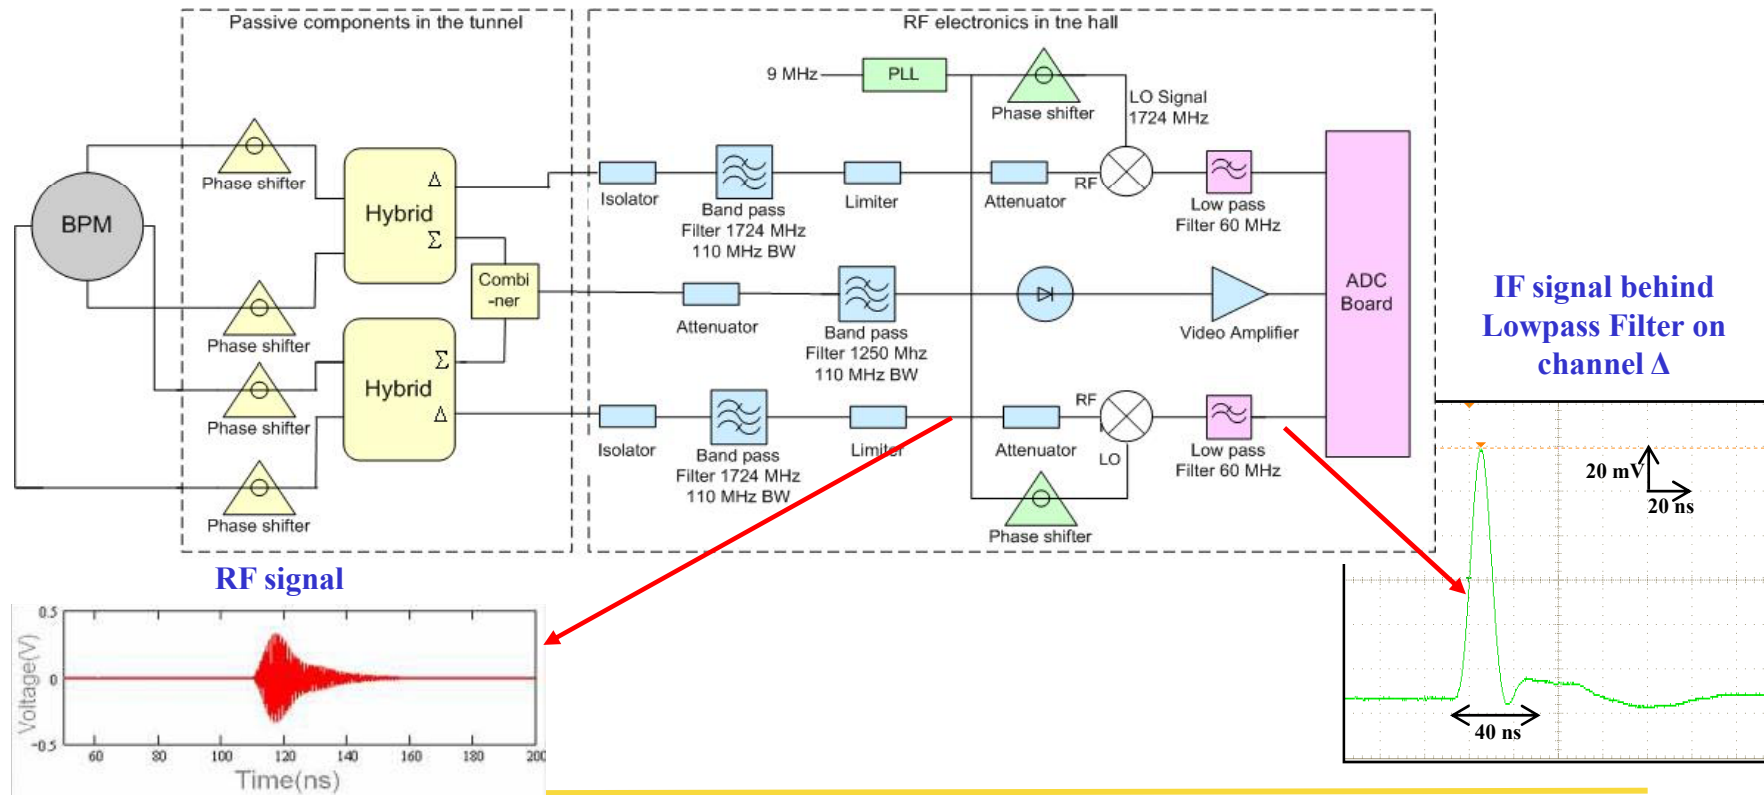 Passive components in the tunnel
RF electronics in tne hall
9 MHz
PLL
Phase shifter
LO Signal
1724 MHz
Phase shifter
BPM
Hybrid
Δ
Σ
Isolator
Band pass
Filter 1724 MHz
110 MHz BW
Limiter
Attenuator
RF
Low pass
Filter 60 MHz
Combi
-ner
Phase shifter
Attenuator
Band pass
Filter 1250 Mhz
110 MHz BW
Video Amplifier
ADC
Board
Phase shifter
Hybrid
Σ
Δ
Isolator
Band pass
Filter 1724 MHz
110 MHz BW
Limiter
Attenuator
RF
LO
Low pass
Filter 60 MHz
Phase shifter
Phase shifter
IF signal behind
Lowpass Filter on
channel Δ
20 mV
20 ns
40 ns
RF signal
Voltage(V)
0.5
0
-0.5
60 80 100 120 140 160 180 200
Time(ns)